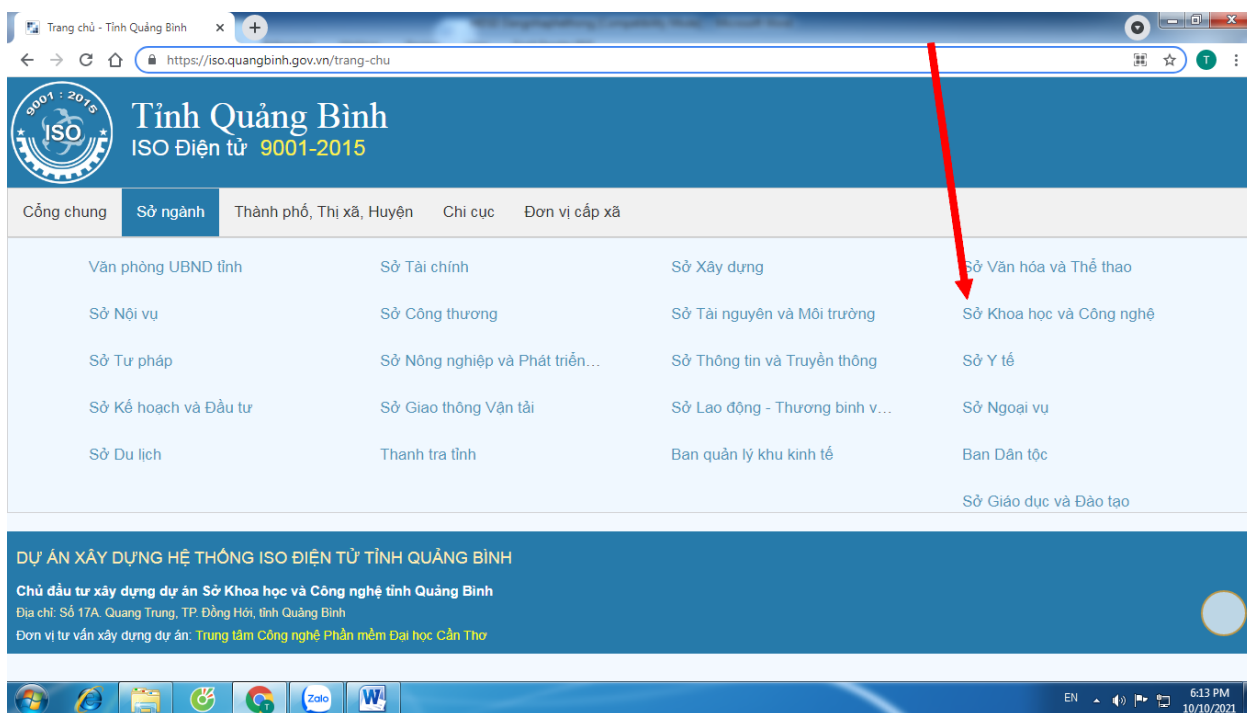 Trang chủ - Tỉnh Quảng Bình
https://iso.quangbinh.gov.vn/trang-chu
T
9001 : 2015
ISO
Tỉnh Quảng Bình
ISO Điện tử 9001-2015
Cổng chung Sở ngành Thành phố, Thị xã, Huyện Chi cục Đơn vị cấp xã
Văn phòng UBND tỉnh Sở Tài chính Sở Xây dựng Sở Văn hóa và Thể thao
Sở Nội vụ Sở Công thương Sở Tài nguyên và Môi trường Sở Khoa học và Công nghệ
Sở Tư pháp Sở Nông nghiệp và Phát triển... Sở Thông tin và Truyền thông Sở Y tế
Sở Kế hoạch và Đầu tư Sở Giao thông Vận tải Sở Lao động - Thương binh v... Sở Ngoại vụ
Sở Du lịch Thanh tra tỉnh Ban quản lý khu kinh tế Ban Dân tộc
Sở Giáo dục và Đào tạo
DỰ ÁN XÂY DỰNG HỆ THỐNG ISO ĐIỆN TỬ TỈNH QUẢNG BÌNH
Chủ đầu tư xây dựng dự án Sở Khoa học và Công nghệ tỉnh Quảng Bình
Địa chỉ: Số 17A. Quang Trung, TP. Đồng Hới, tỉnh Quảng Bình
Đơn vị tư vấn xây dựng dự án: Trung tâm Công nghệ Phần mềm Đại học Cần Thơ
Zalo W EN 6:13 PM
10/10/2021